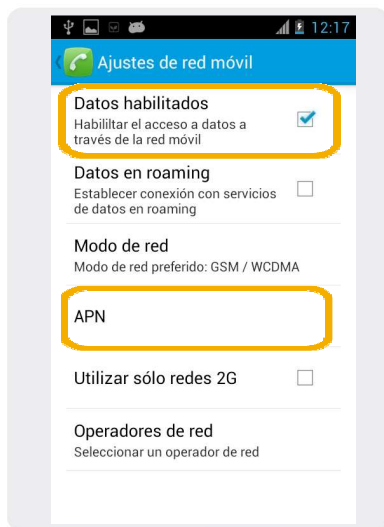 12:17
Ajustes de red móvil
Datos habilitados
Habililtar el acceso a datos a
través de la red móvil
Datos en roaming
Establecer conexión con servicios
de datos en roaming
Modo de red
Modo de red preferido: GSM / WCDMA
APN
Utilizar sólo redes 2G
Operadores de red
Seleccionar un operador de red